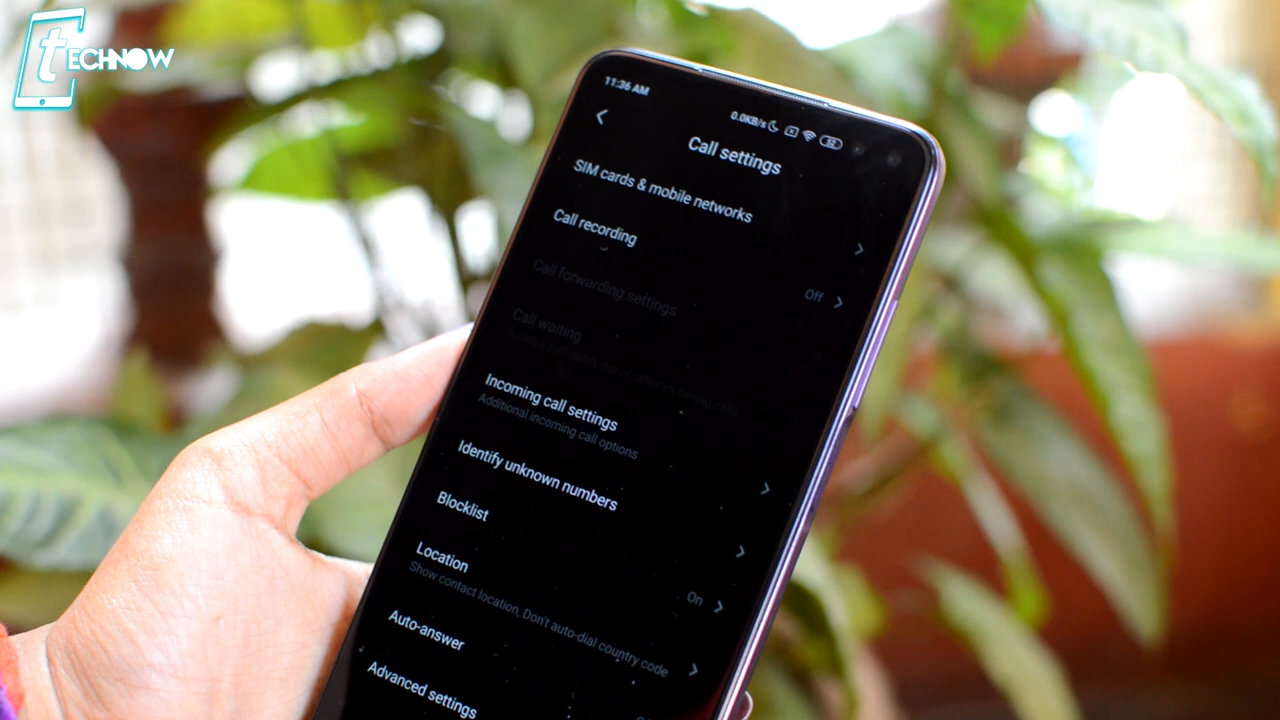 TECHNOW
11:36 AM
0.0KB/s
52
Call settings
SIM cards & mobile networks
Call recording
Call forwarding settings
Off
Call waiting
Incoming call settings
Additional incoming call options
Identify unknown numbers
Blocklist
On
Location
Show contact location, Don't auto-dial country code
Auto-answer
Advanced settings